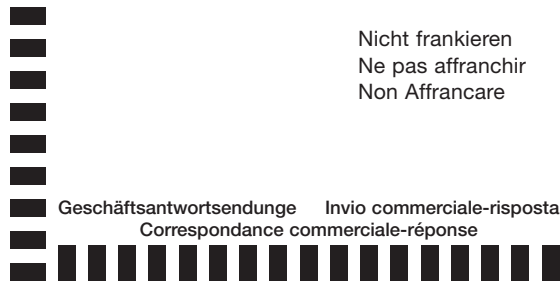 Nicht frankieren
Ne pas affranchir
Non Affrancare
Geschäftsantwortsendunge Invio commerciale-risposta
Correspondance commerciale-réponse